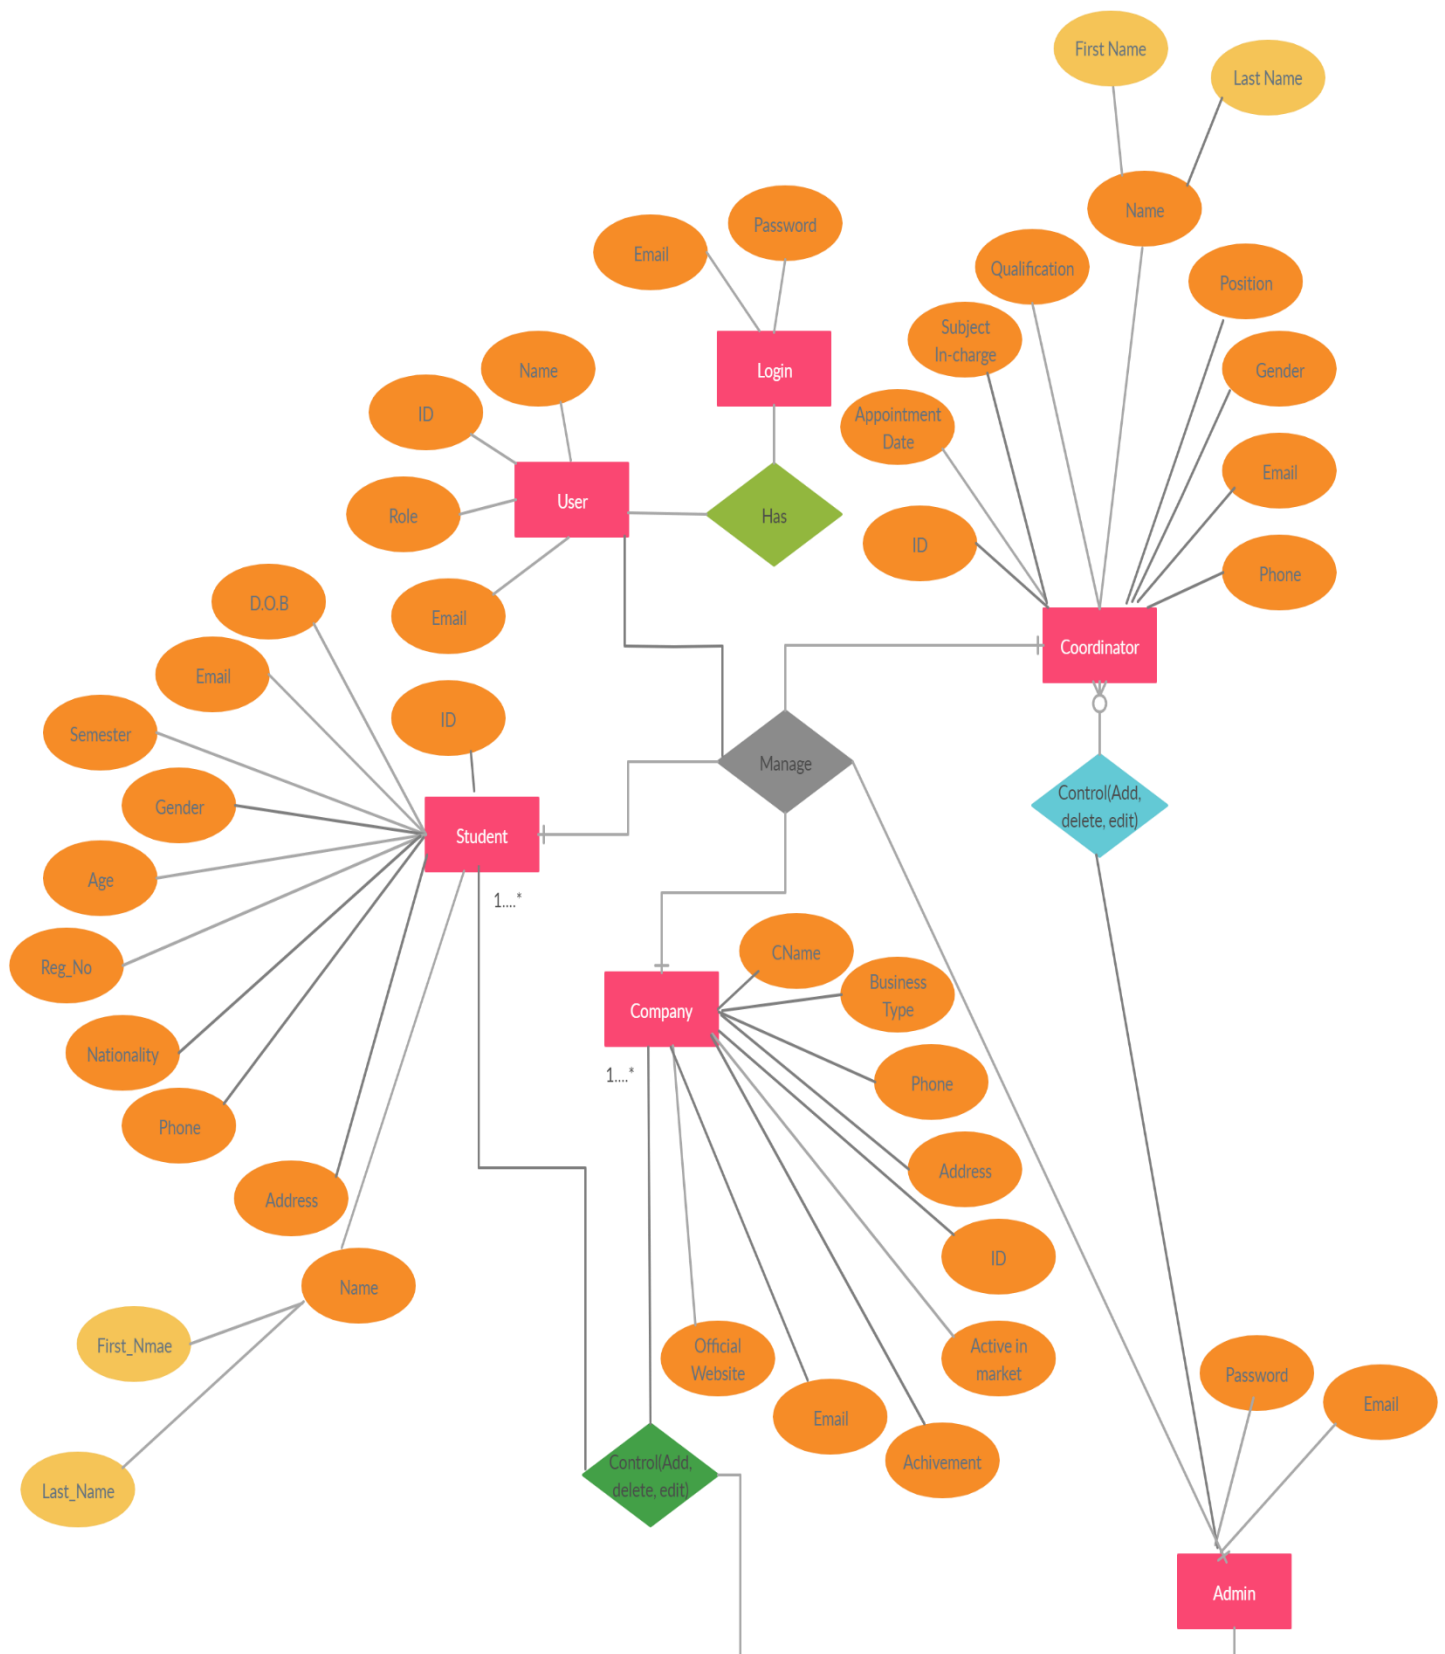 First Name
Last Name
Name
Password
Email
Qualification
Position
Subject
In-charge
Login
Name
Gender
ID
Appointment
Date
Email
User
Role
Has
ID
Phone
D.O.B
Email
Coordinator
Email
ID
Semester
Manage
Gender
Control(Add,
delete, edit)
Student
Age
1....*
CName
Reg_No
Business
Type
Company
Nationality
1....*
Phone
Phone
Address
Address
ID
Name
First_Nmae
Official
Website
Active in
market
Password
Email
Email
Achivement
Control(Add,
delete, edit)
Last_Name
Admin